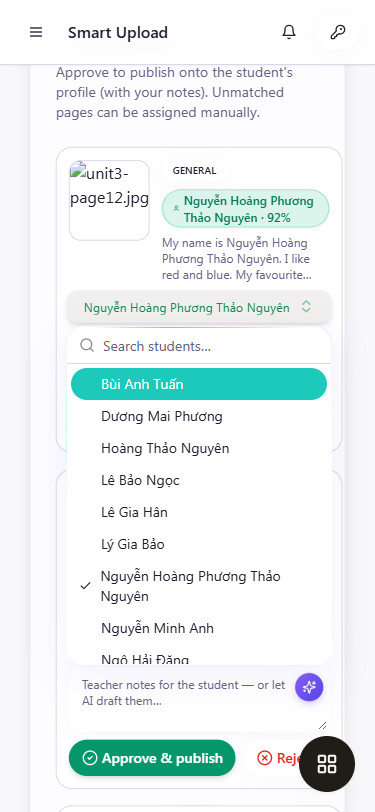 Smart Upload
Approve to publish onto the student's
profile (with your notes). Unmatched
pages can be assigned manually.
unit3-
page12.jpg
GENERAL
Nguyễn Hoàng Phương
Thảo Nguyên · 92%
My name is Nguyễn Hoàng
Phương Thảo Nguyên. I like
red and blue. My favourite...
Nguyễn Hoàng Phương Thảo Nguyên
Search students...
Bùi Anh Tuấn
Dương Mai Phương
Hoàng Thảo Nguyên
Lê Bảo Ngọc
Lê Gia Hân
Lý Gia Bảo
Nguyễn Hoàng Phương Thảo
Nguyên
Nguyễn Minh Anh
Ngô Hải Đăng
Teacher notes for the student — or let
AI draft them...
Approve & publish
Reje